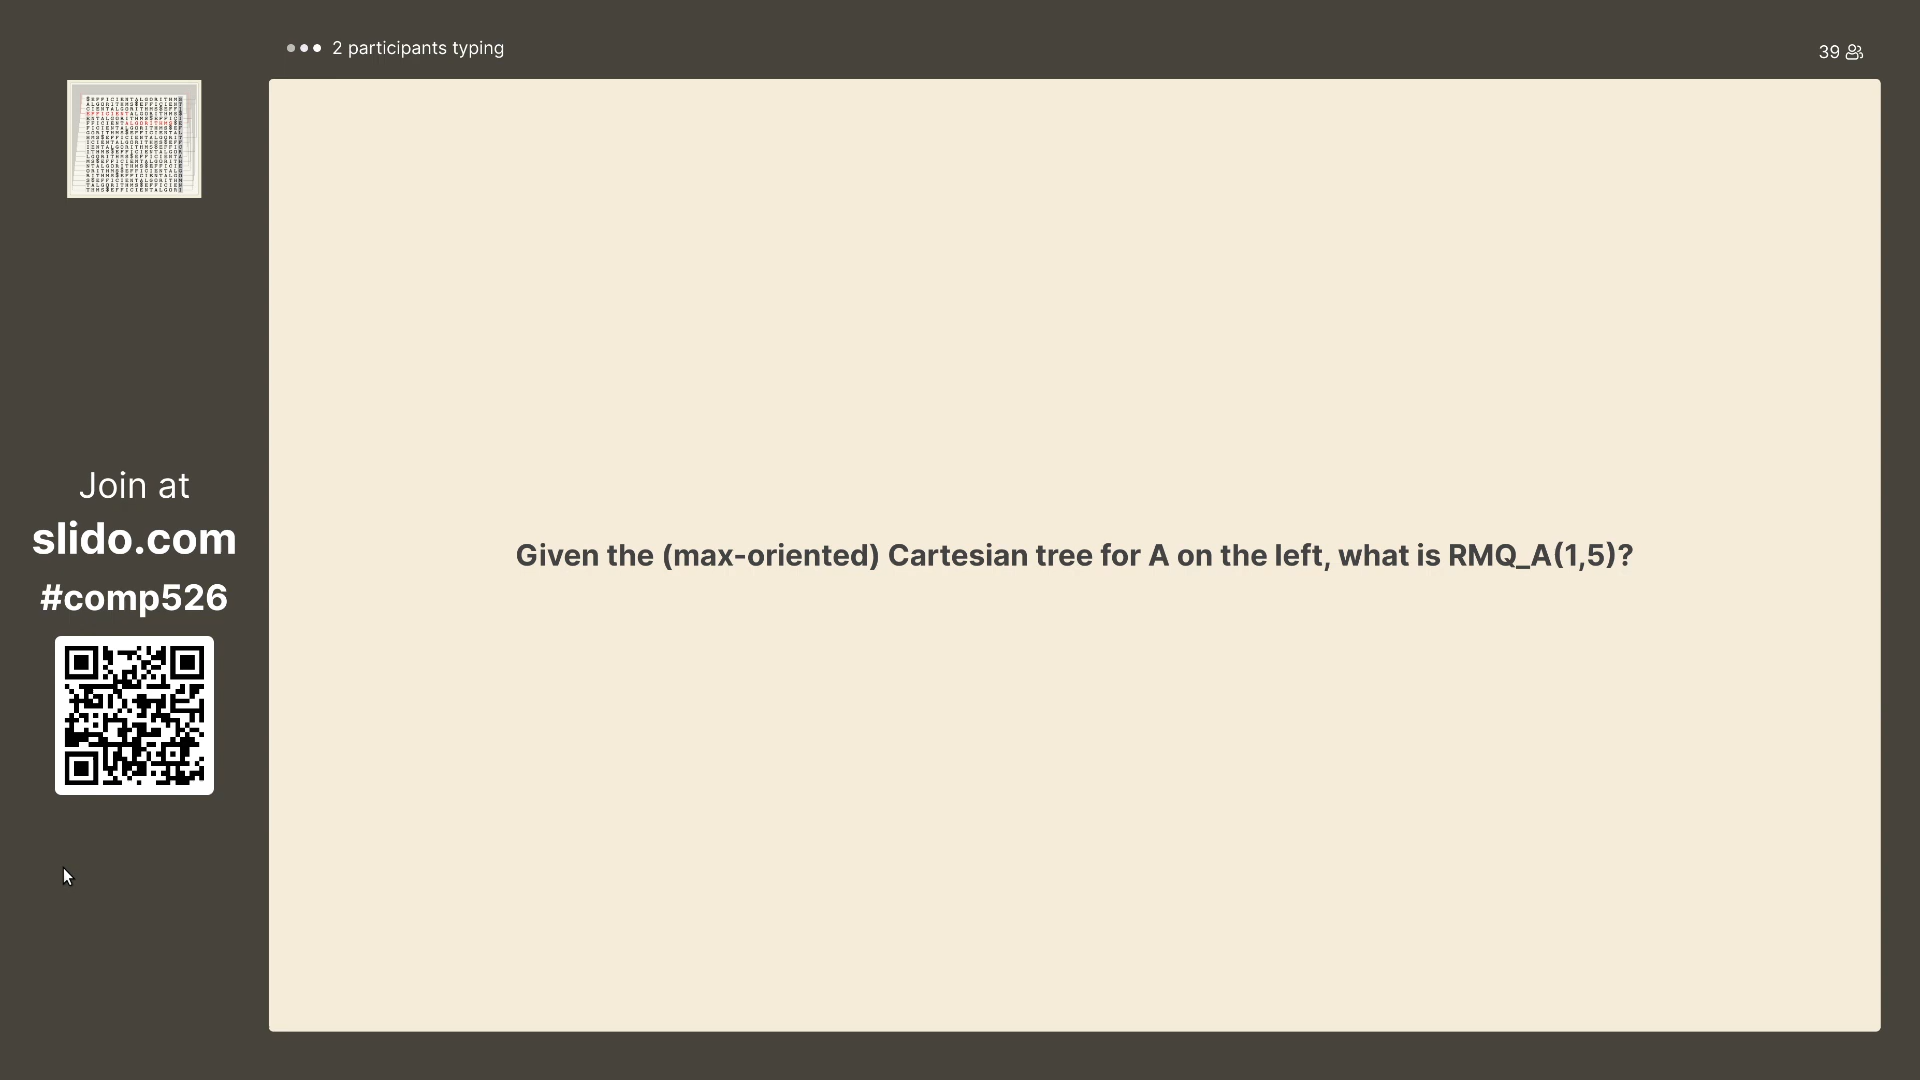 2 participants typing
39
Join at
slido.com
#comp526
Given the (max-oriented) Cartesian tree for A on the left, what is RMQ_A(1,5)?